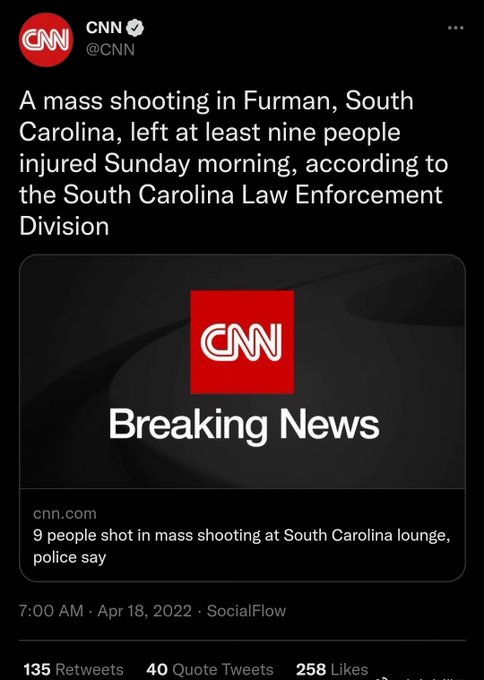 CNN
CNN
@CNN
A mass shooting in Furman, South
Carolina, left at least nine people
injured Sunday morning, according to
the South Carolina Law Enforcement
Division
CNN
Breaking News
cnn.com
9 people shot in mass shooting at South Carolina lounge,
police say
7:00 AM · Apr 18, 2022 · SocialFlow
135 Retweets 40 Quote Tweets 258 Likes